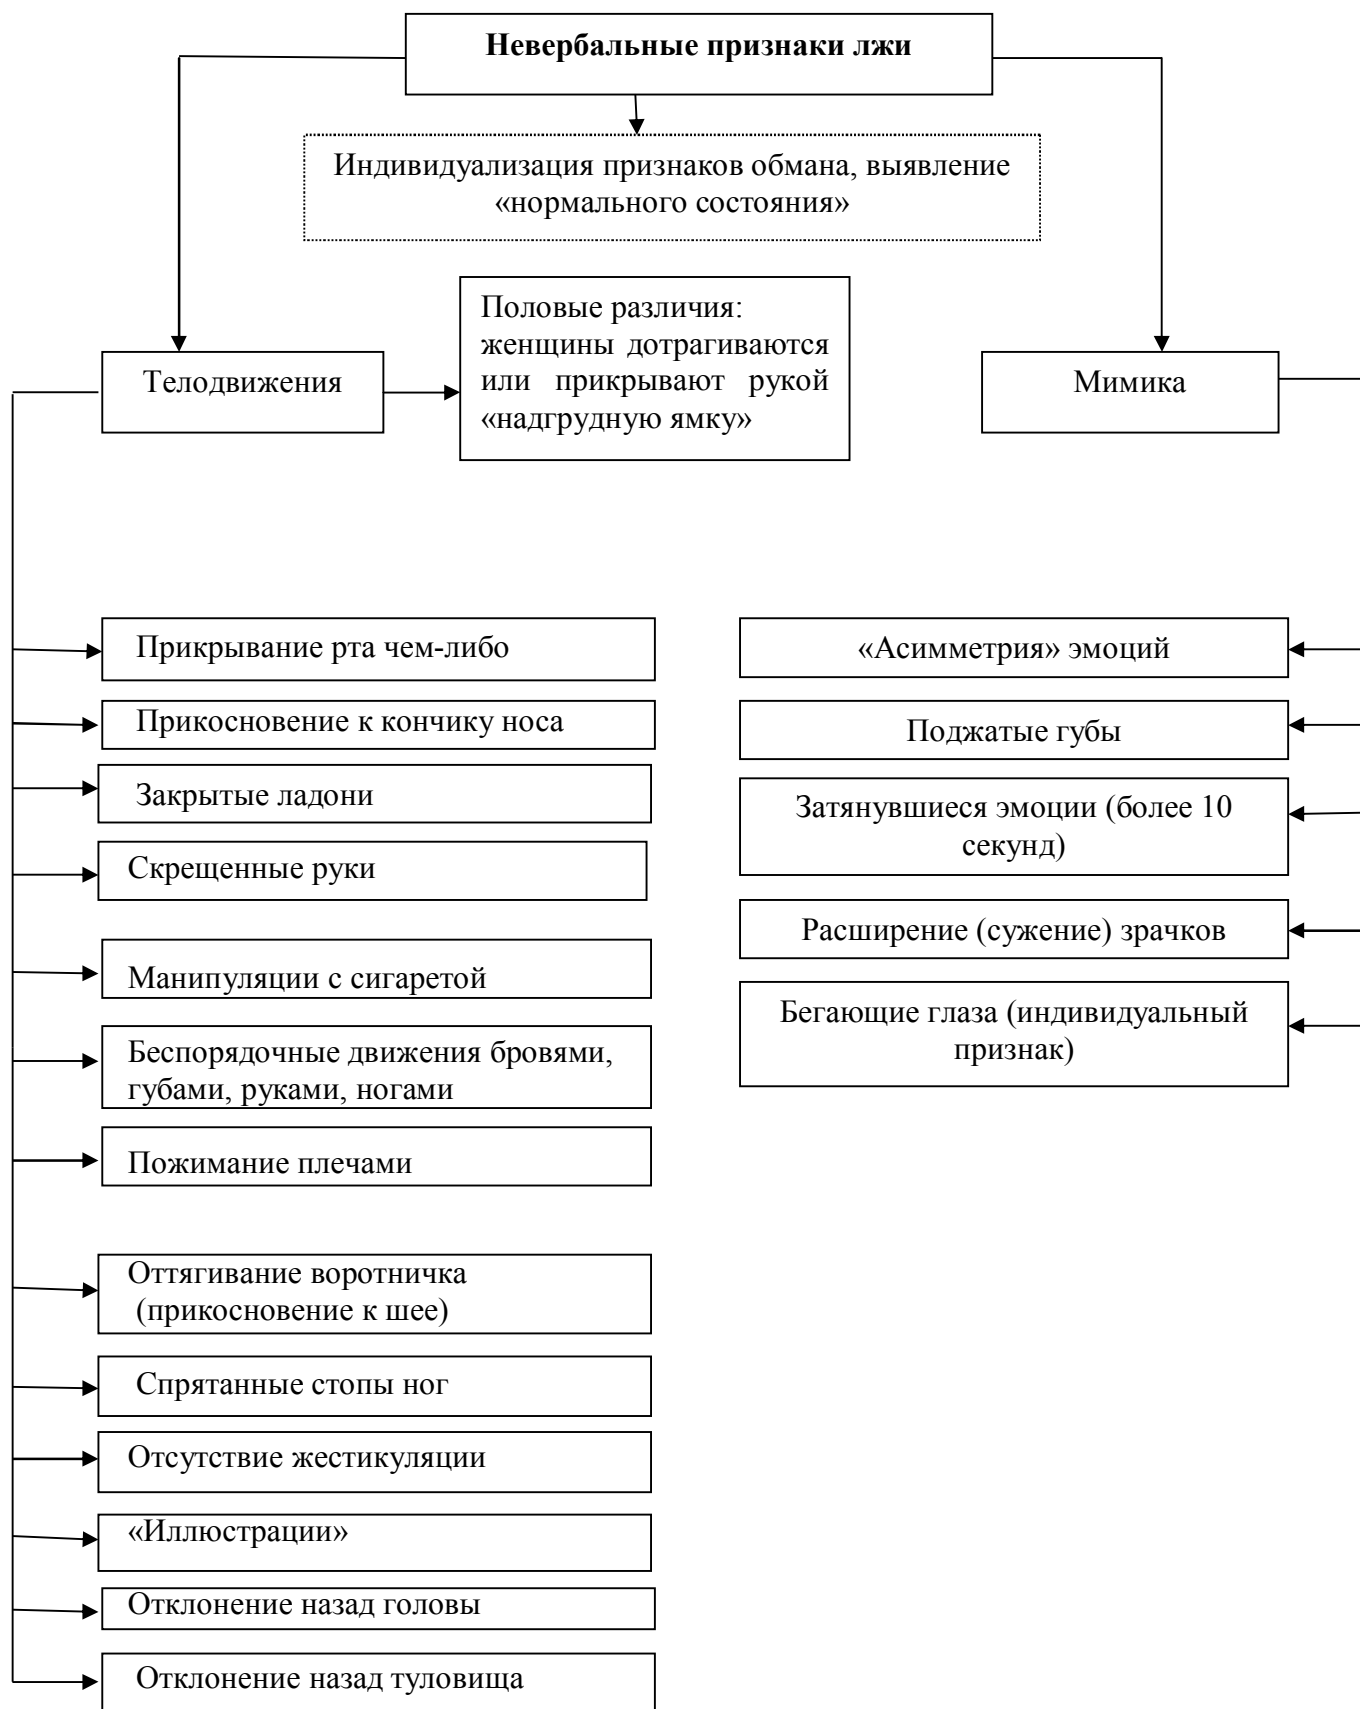 Невербальные признаки лжи
Индивидуализация признаков обмана, выявление
«нормального состояния»
Половые различия:
женщины дотрагиваются
или прикрывают рукой
«надгрудную ямку»
Телодвижения
Мимика
Прикрывание рта чем-либо
Прикосновение к кончику носа
Закрытые ладони
Скрещенные руки
Манипуляции с сигаретой
Беспорядочные движения бровями,
губами, руками, ногами
Пожимание плечами
Оттягивание воротничка
(прикосновение к шее)
Спрятанные стопы ног
Отсутствие жестикуляции
«Иллюстрации»
Отклонение назад головы
Отклонение назад туловища
«Асимметрия» эмоций
Поджатые губы
Затянувшиеся эмоции (более 10
секунд)
Расширение (сужение) зрачков
Бегающие глаза (индивидуальный
признак)